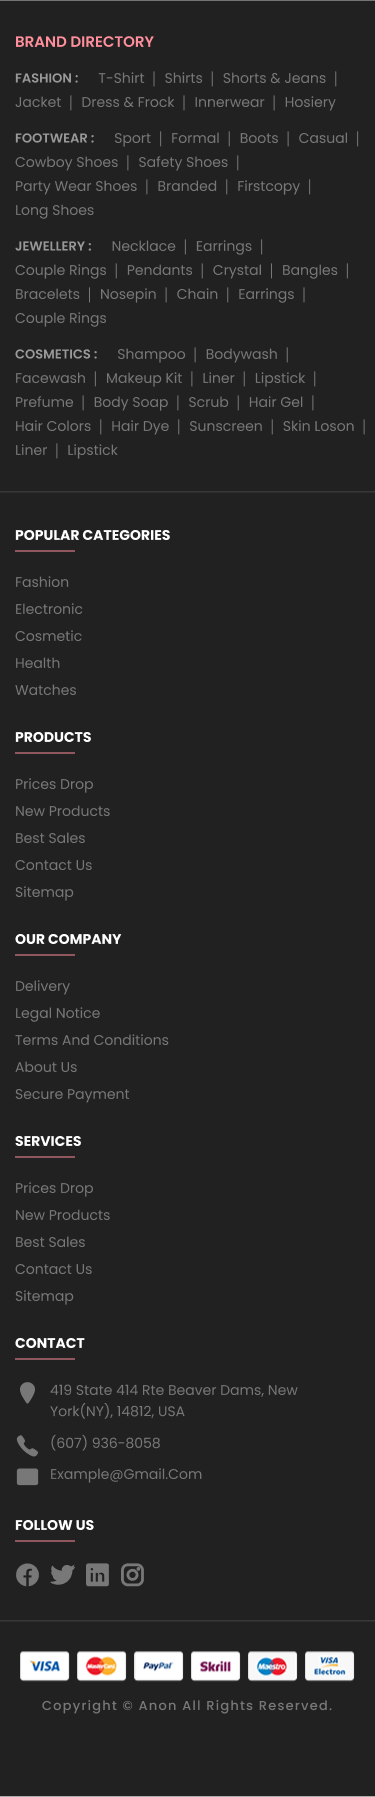 BRAND DIRECTORY
FASHION : T-Shirt | Shirts | Shorts & Jeans |
Jacket | Dress & Frock | Innerwear | Hosiery
FOOTWEAR : Sport | Formal | Boots | Casual |
Cowboy Shoes | Safety Shoes |
Party Wear Shoes | Branded | Firstcopy |
Long Shoes
JEWELLERY : Necklace | Earrings |
Couple Rings | Pendants | Crystal | Bangles |
Bracelets | Nosepin | Chain | Earrings |
Couple Rings
COSMETICS : Shampoo | Bodywash |
Facewash | Makeup Kit | Liner | Lipstick |
Prefume | Body Soap | Scrub | Hair Gel |
Hair Colors | Hair Dye | Sunscreen | Skin Loson |
Liner | Lipstick
POPULAR CATEGORIES
Fashion
Electronic
Cosmetic
Health
Watches
PRODUCTS
Prices Drop
New Products
Best Sales
Contact Us
Sitemap
OUR COMPANY
Delivery
Legal Notice
Terms And Conditions
About Us
Secure Payment
SERVICES
Prices Drop
New Products
Best Sales
Contact Us
Sitemap
CONTACT
419 State 414 Rte Beaver Dams, New
York(NY), 14812, USA
(607) 936-8058
Example@Gmail.Com
FOLLOW US
VISA MasterCard PayPal Skrill Maestro VISA Electron
Copyright © Anon All Rights Reserved.